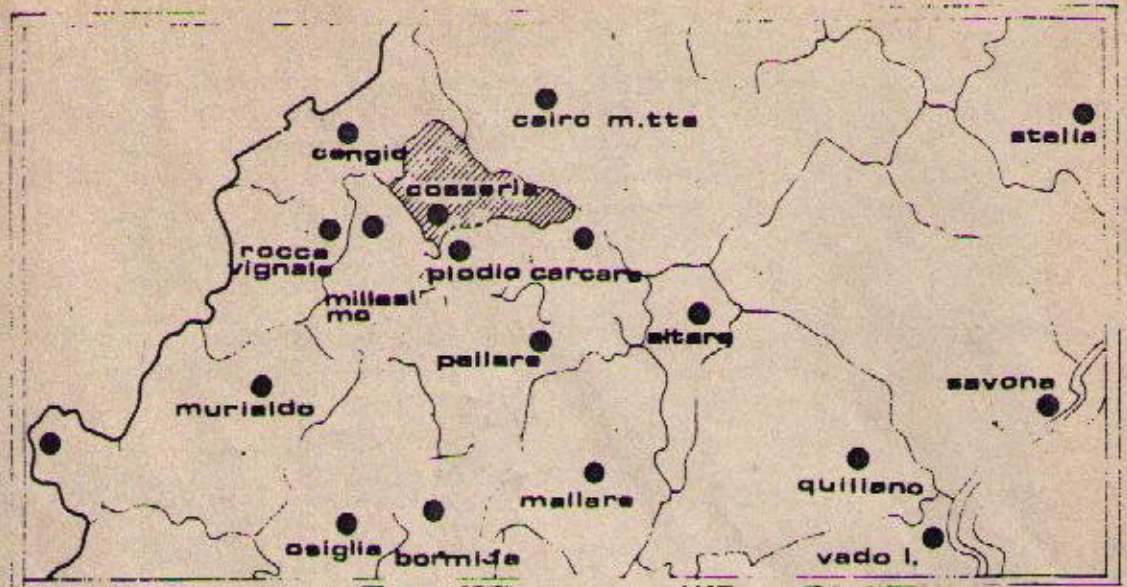 cairo m.tte
stella
cengio
cosseria
rocca
vignale
plodio
carcare
millesi
mo
altare
pallare
savona
murialdo
quiliano
mallare
osiglia
bormida
vado l.